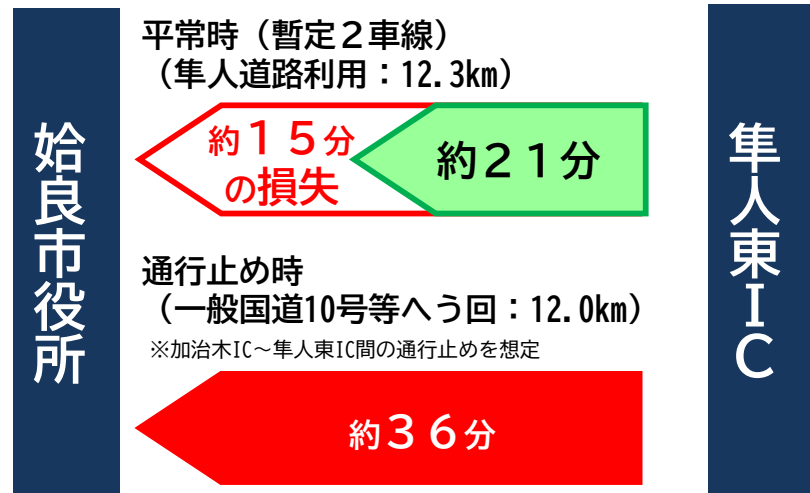 平常時（暫定２車線）
（隼人道路利用：12.3km）
姶良市役所
約１５分
の損失
約２１分
隼人東ＩＣ
通行止め時
（一般国道10号等へう回：12.0km）
※加治木IC～隼人東IC間の通行止めを想定
約３６分